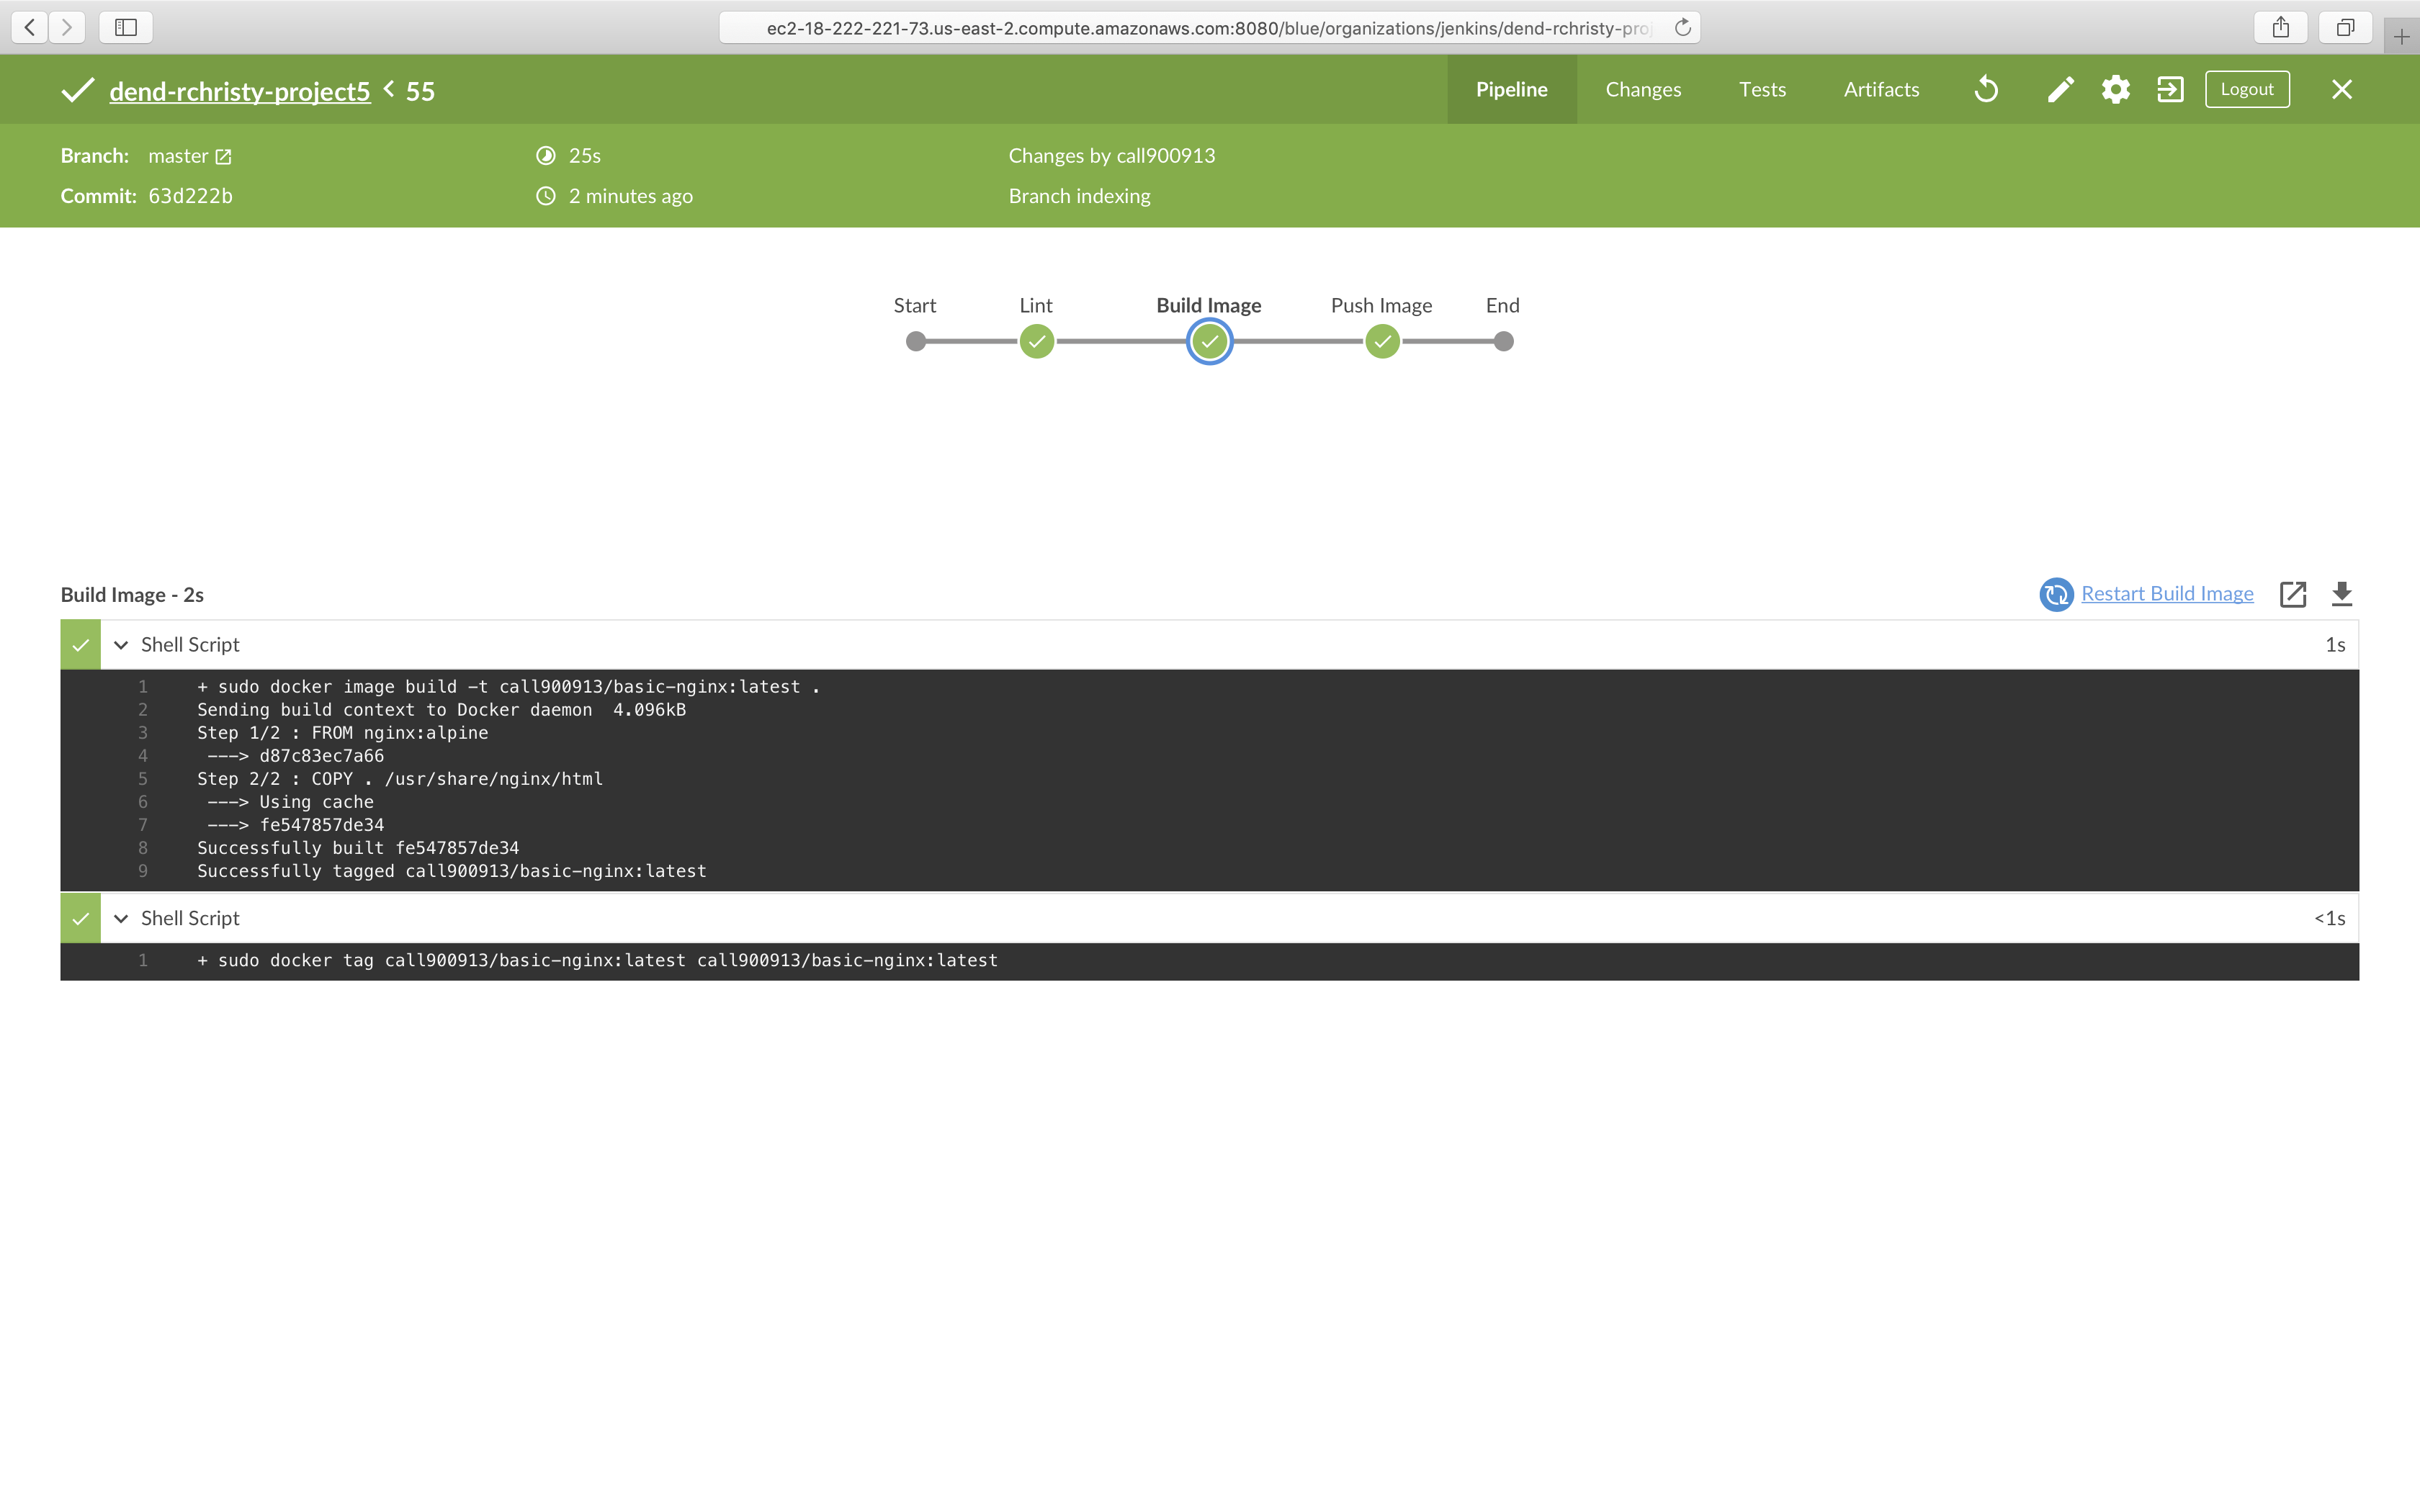 ec2-18-222-221-73.us-east-2.compute.amazonaws.com:8080/blue/organizations/jenkins/dend-rchristy-proj
dend-rchristy-project5 < 55
Pipeline Changes Tests Artifacts Logout
Branch: master 25s Changes by call900913
Commit: 63d222b 2 minutes ago Branch indexing
Start Lint Build Image Push Image End
Build Image - 2s Restart Build Image
Shell Script 1s
1 + sudo docker image build -t call900913/basic-nginx:latest .
2 Sending build context to Docker daemon  4.096kB
3 Step 1/2 : FROM nginx:alpine
4 ---> d87c83ec7a66
5 Step 2/2 : COPY . /usr/share/nginx/html
6 ---> Using cache
7 ---> fe547857de34
8 Successfully built fe547857de34
9 Successfully tagged call900913/basic-nginx:latest
Shell Script <1s
1 + sudo docker tag call900913/basic-nginx:latest call900913/basic-nginx:latest